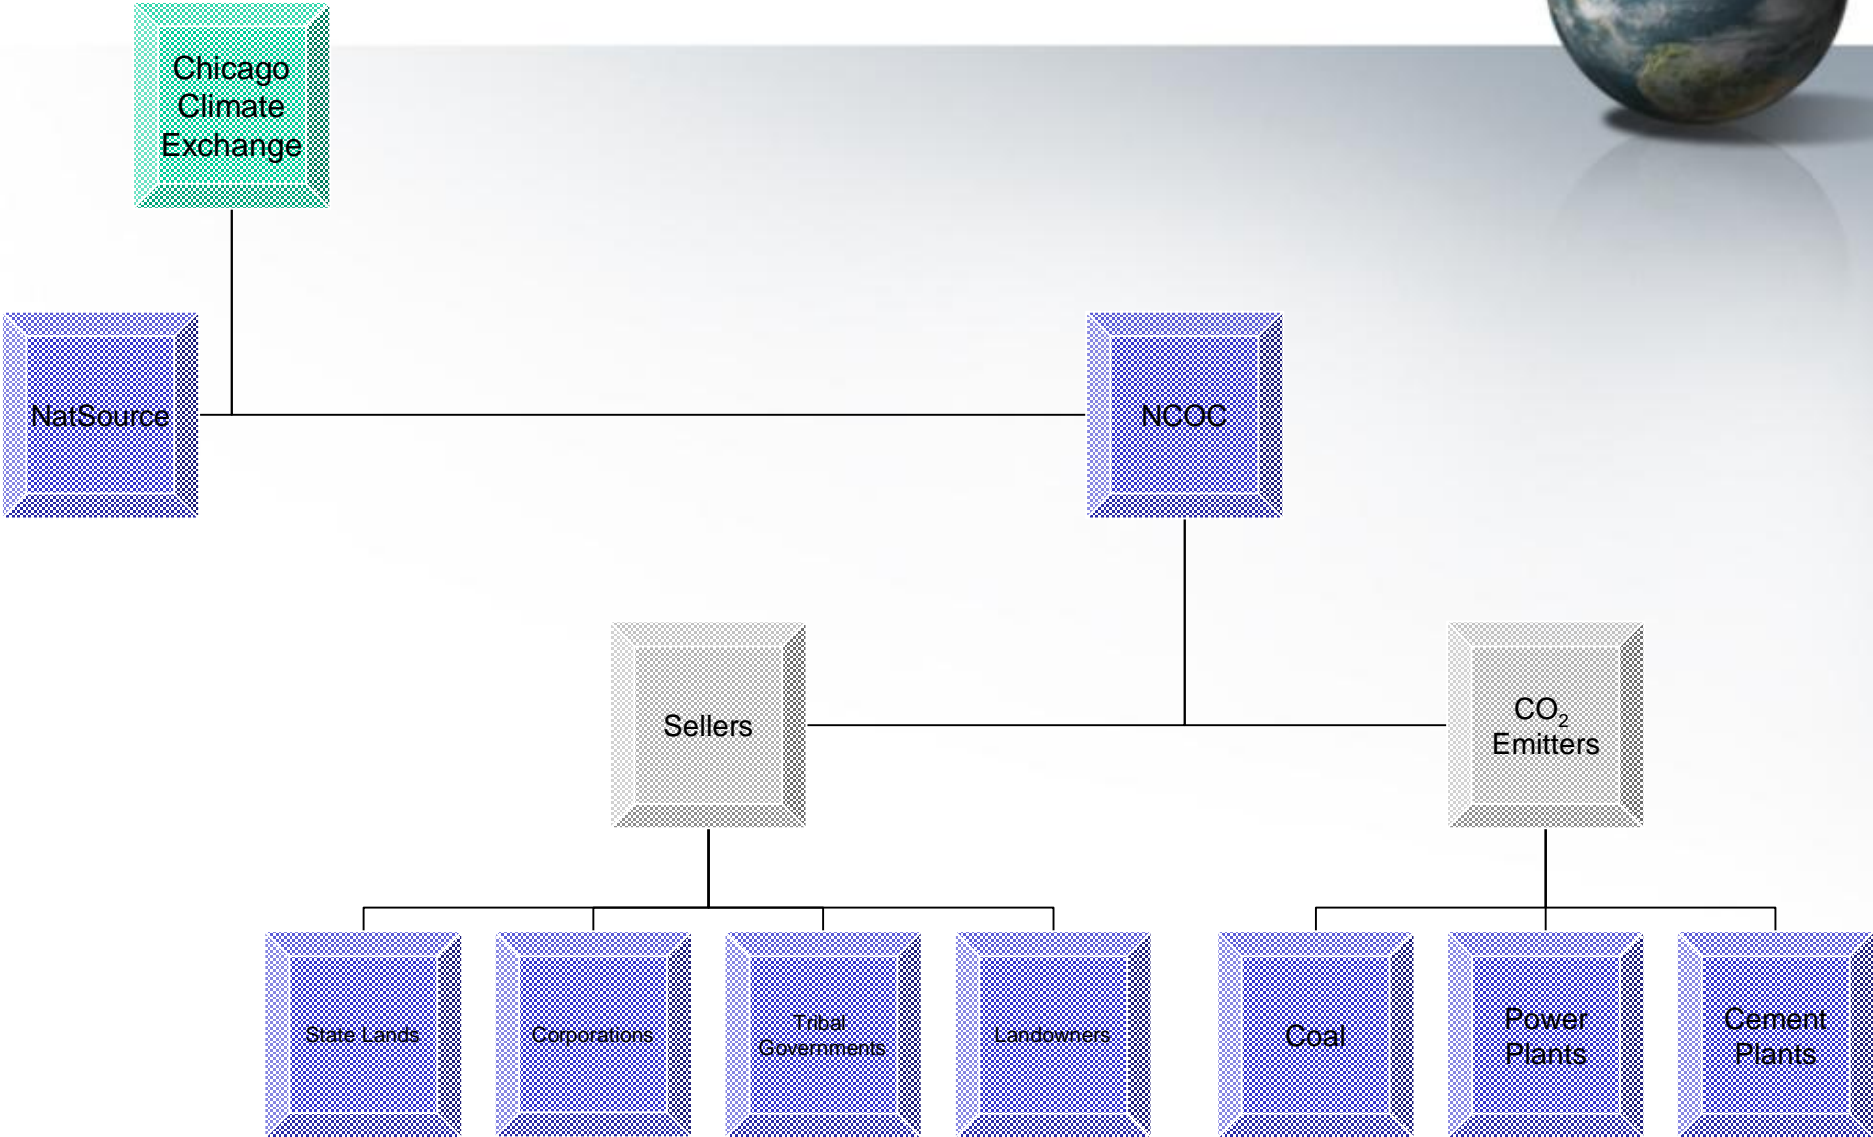 Chicago
Climate
Exchange
NatSource
NCOC
Sellers
CO₂
Emitters
State Lands
Corporations
Tribal
Governments
Landowners
Coal
Power
Plants
Cement
Plants